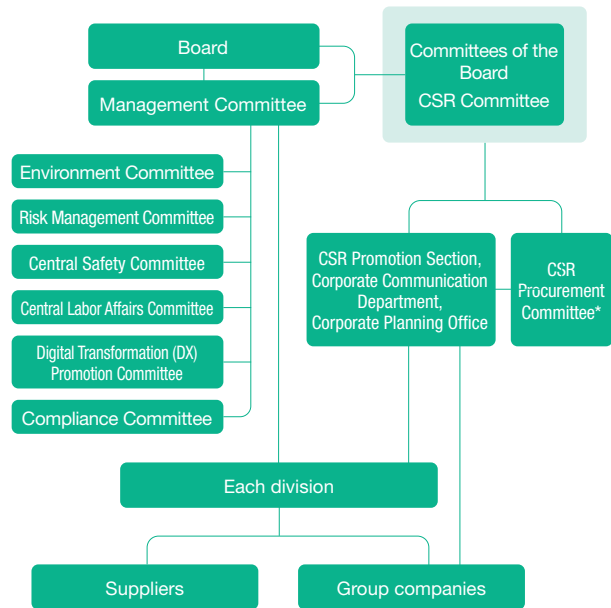 Board
Management Committee
Committees of the
Board
CSR Committee
Environment Committee
Risk Management Committee
Central Safety Committee
Central Labor Affairs Committee
Digital Transformation (DX)
Promotion Committee
Compliance Committee
CSR Promotion Section,
Corporate Communication
Department,
Corporate Planning Office
CSR
Procurement
Committee*
Each division
Suppliers
Group companies